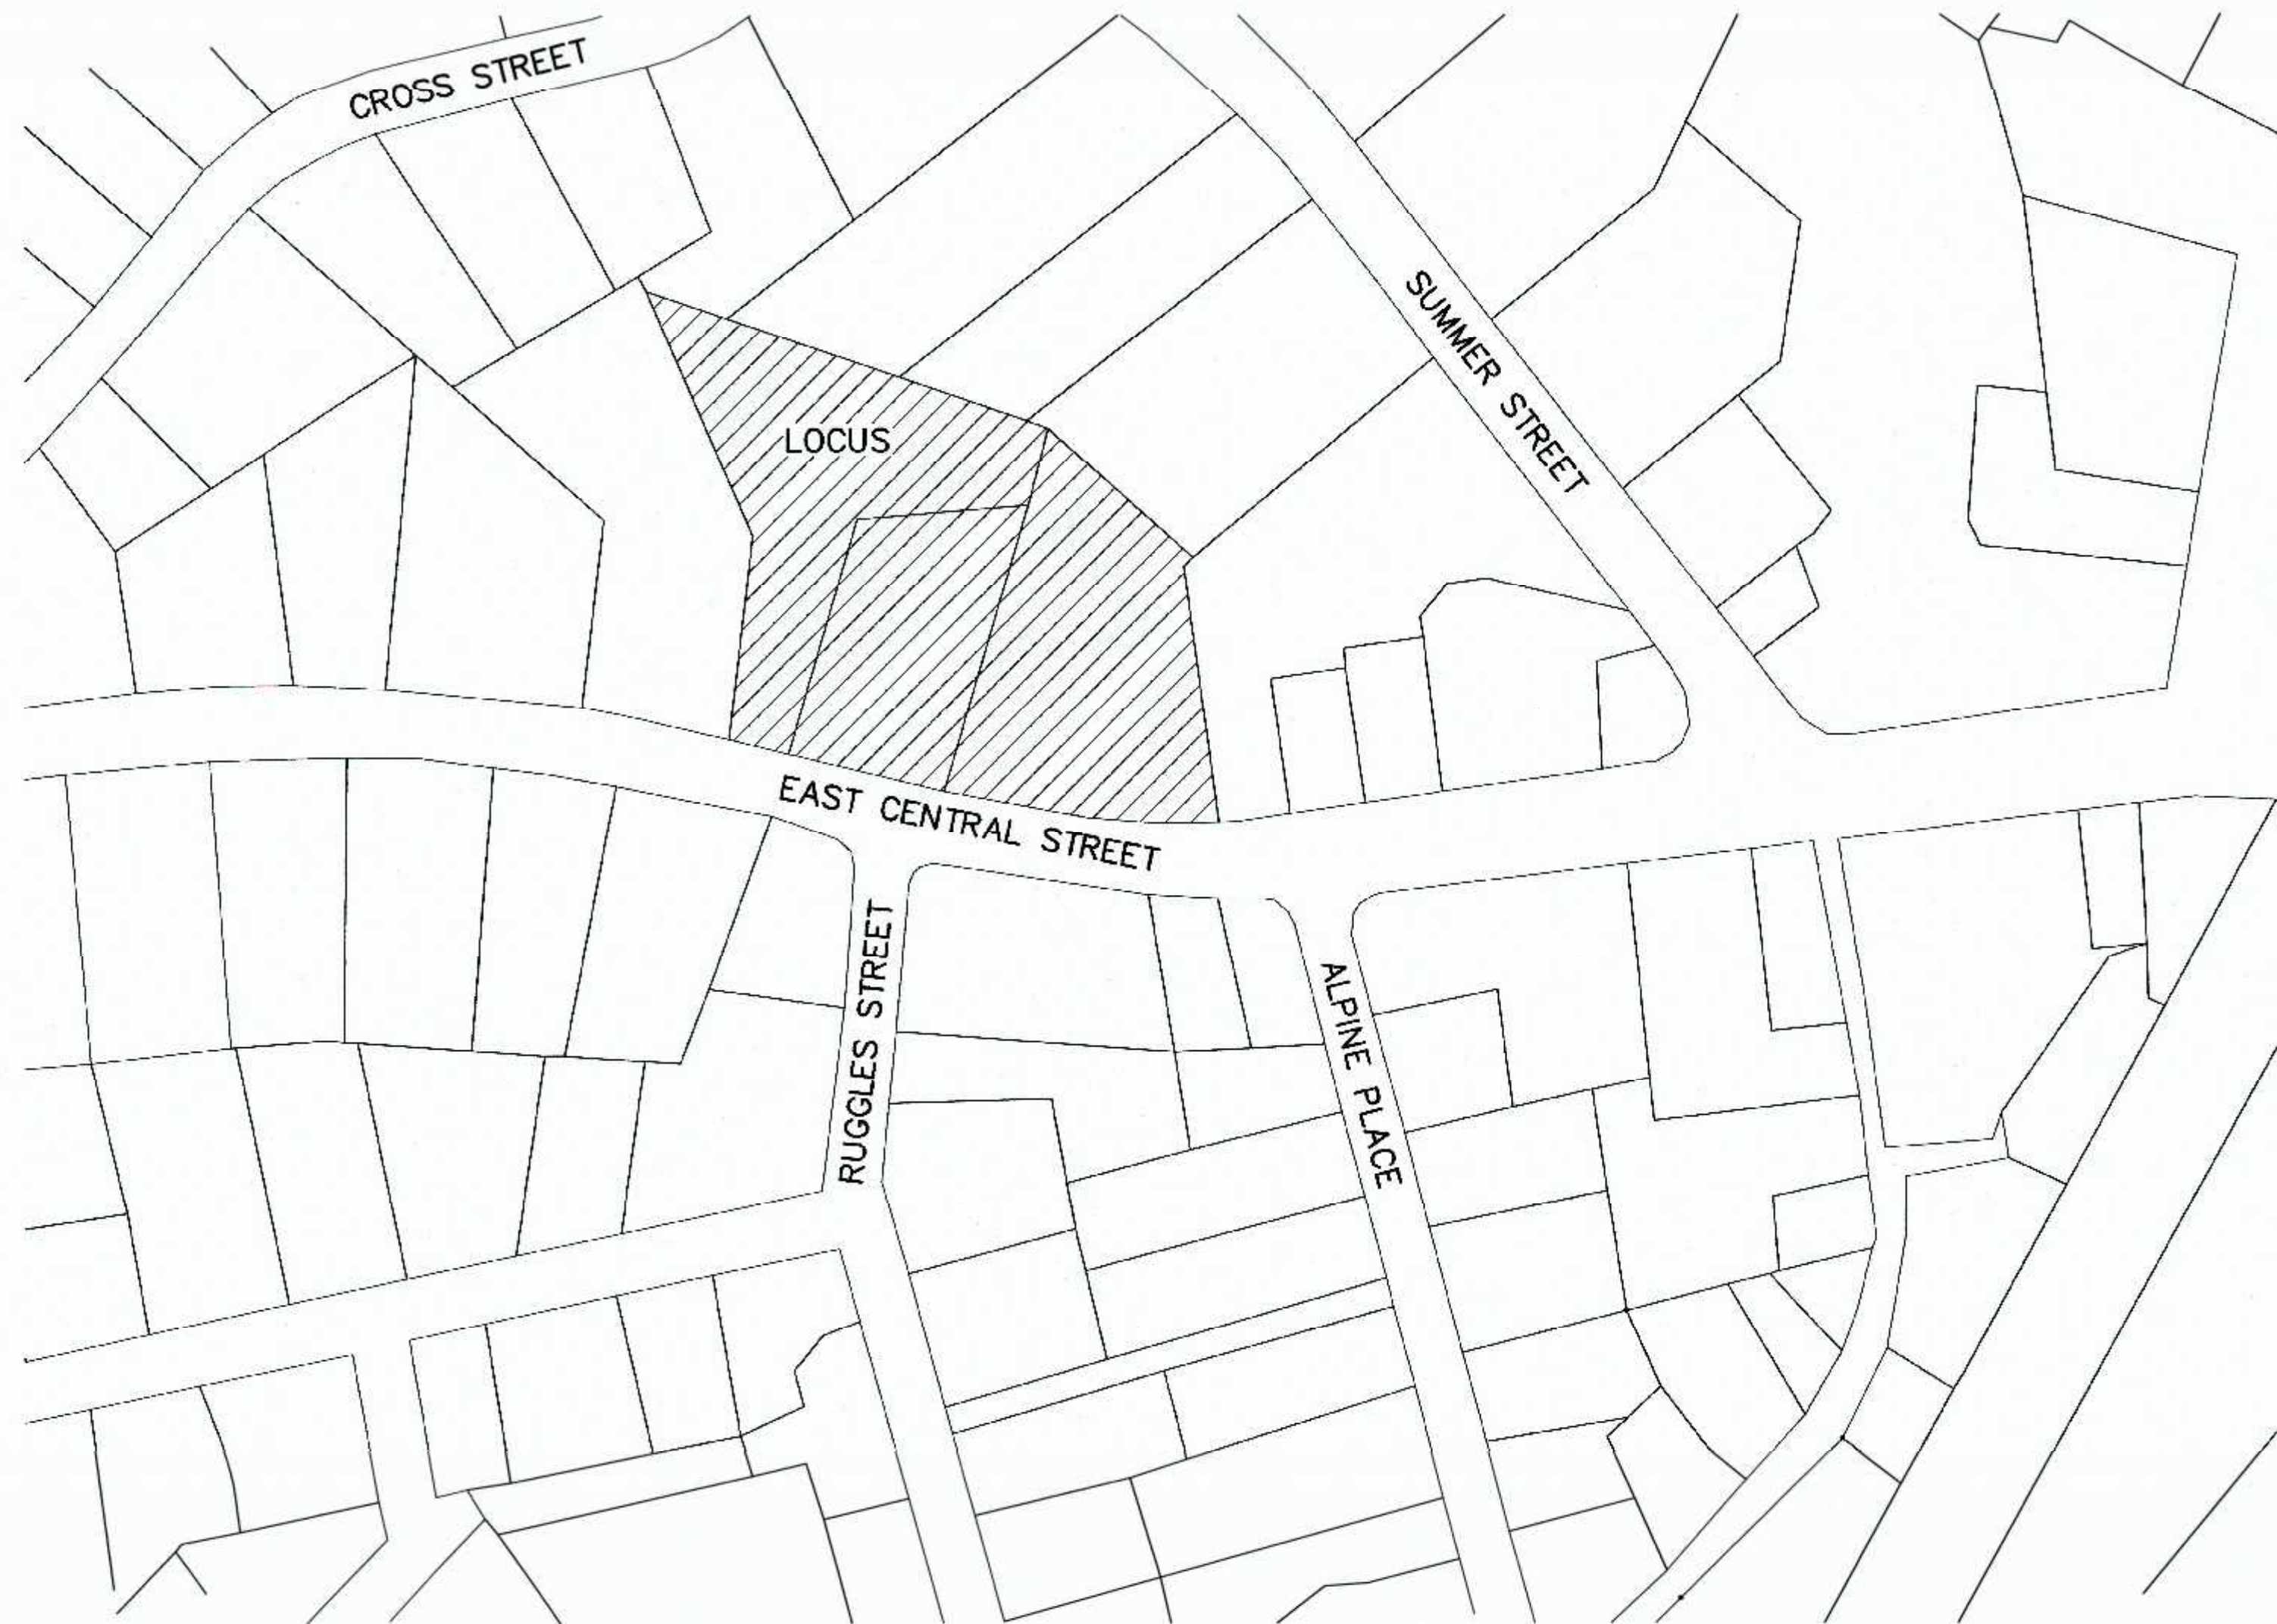 CROSS STREET
SUMMER STREET
LOCUS
EAST CENTRAL STREET
RUGGLES STREET
ALPINE PLACE